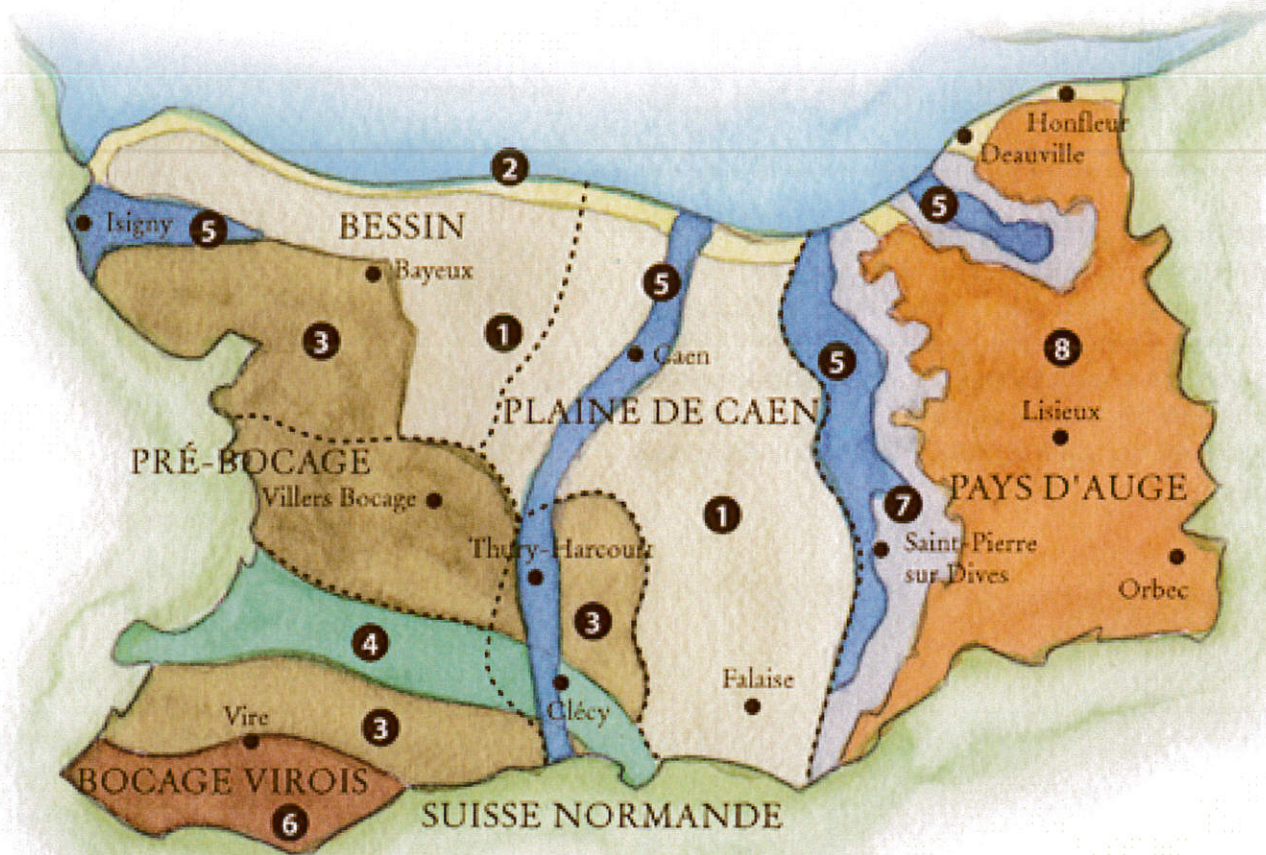 Honfleur
Deauville
2
Isigny
5
BESSIN
5
Bayeux
5
3
1
Caen
5
8
PLAINE DE CAEN
Lisieux
PRÉ-BOCAGE
Villers Bocage
PAYS D'AUGE
1
7
Thury-Harcourt
Saint-Pierre
sur Dives
Orbec
3
4
Clécy
Falaise
Vire
3
BOCAGE VIROIS
6
SUISSE NORMANDE